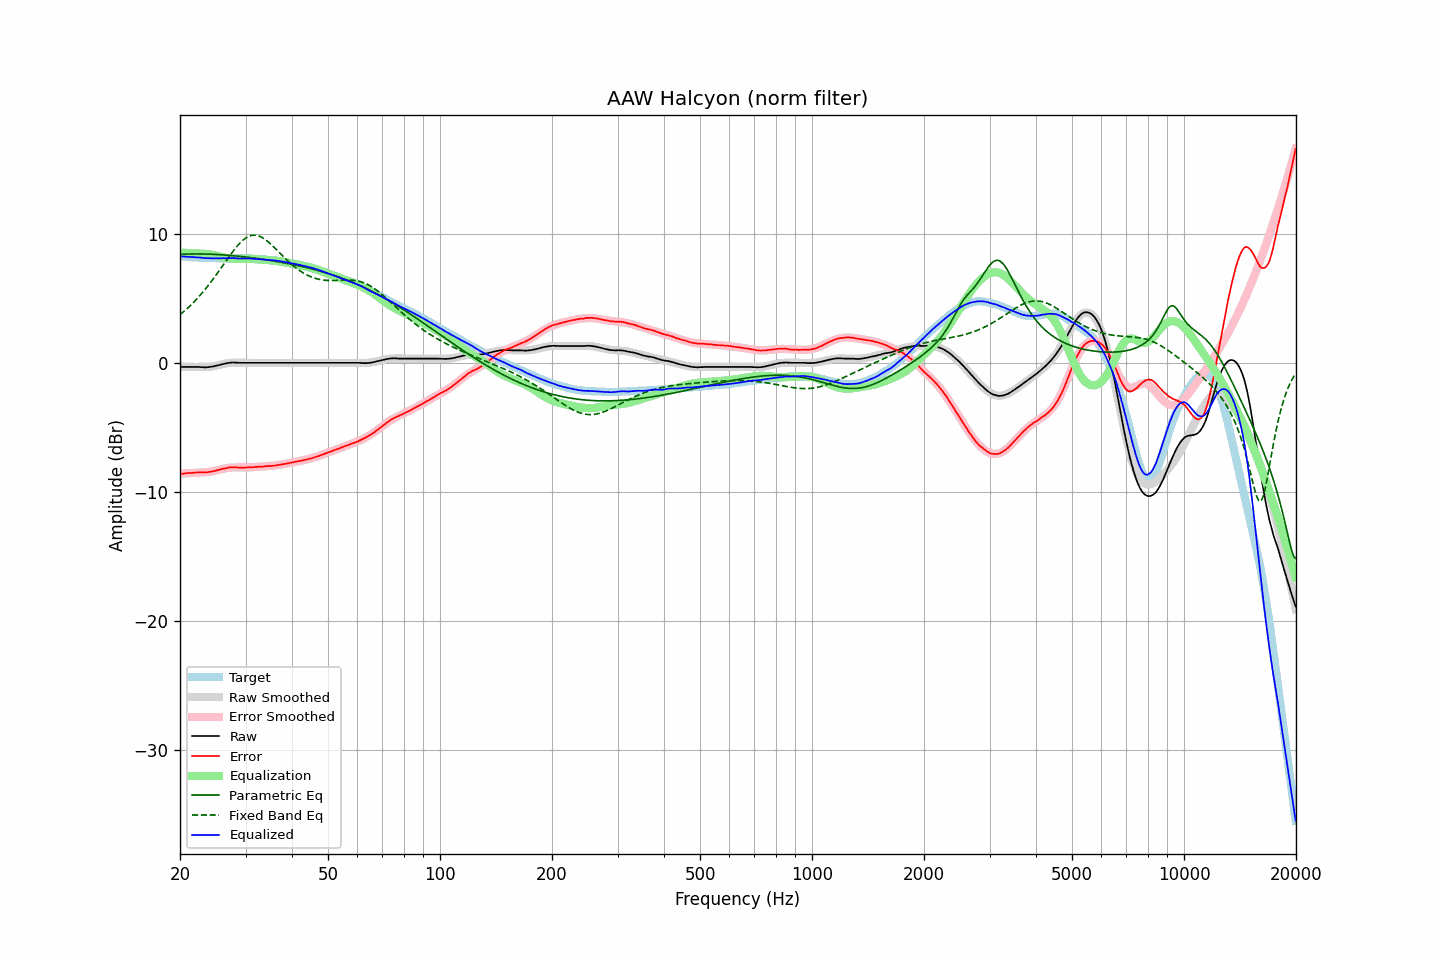 AAW Halcyon (norm filter)
Amplitude (dBr)
10
0
−10
−20
−30
Target
Raw Smoothed
Error Smoothed
Raw
Error
Equalization
Parametric Eq
Fixed Band Eq
Equalized
20 50 100 200 500 1000 2000 5000 10000 20000
Frequency (Hz)